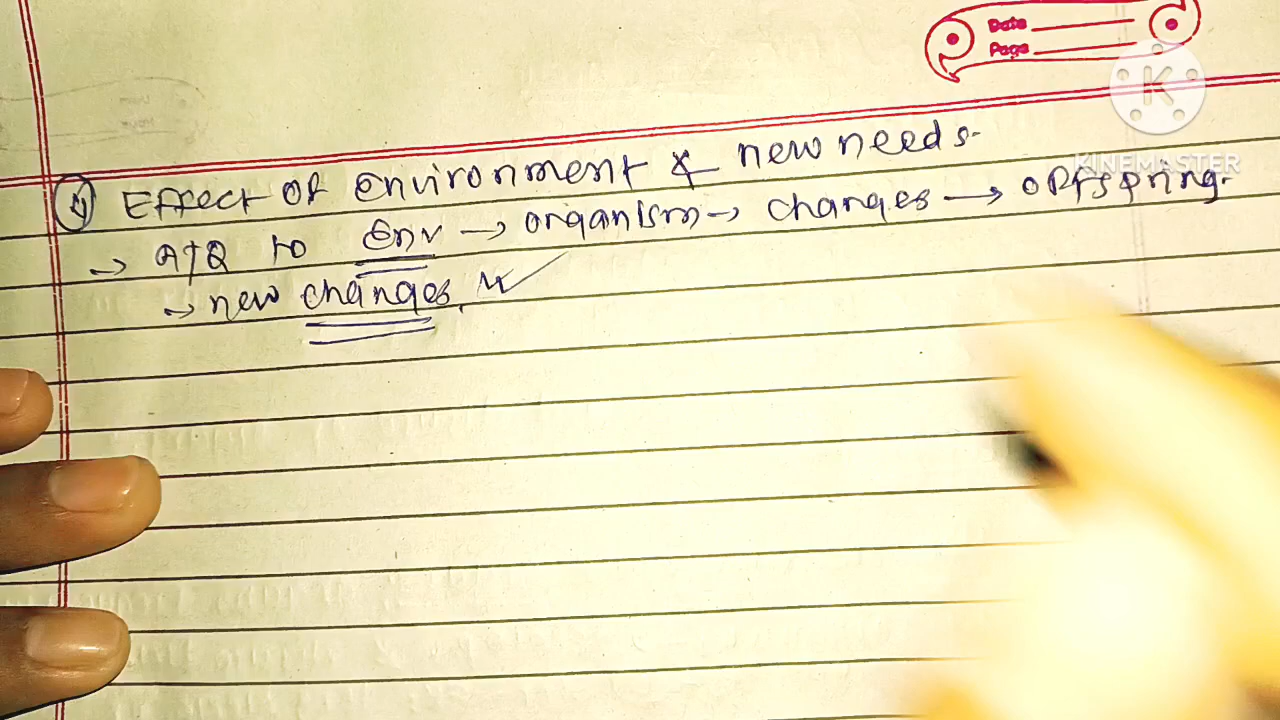 Date
Page
K
KINEMASTER
4) Effect of environment & new needs.
→ A/Q to Env → organism → changes → offspring.
→ new changes.